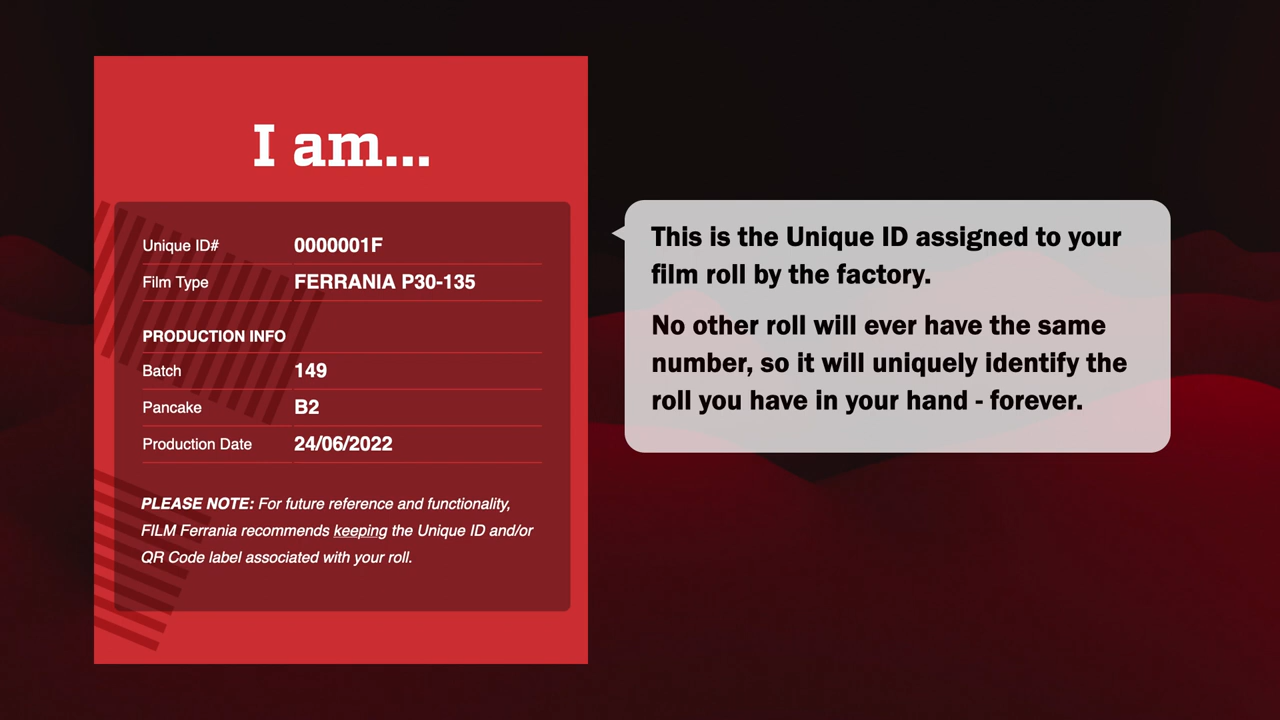 I am...
Unique ID# 0000001F
Film Type FERRANIA P30-135
PRODUCTION INFO
Batch 149
Pancake B2
Production Date 24/06/2022
PLEASE NOTE: For future reference and functionality,
FILM Ferrania recommends keeping the Unique ID and/or
QR Code label associated with your roll.
This is the Unique ID assigned to your
film roll by the factory.
No other roll will ever have the same
number, so it will uniquely identify the
roll you have in your hand - forever.